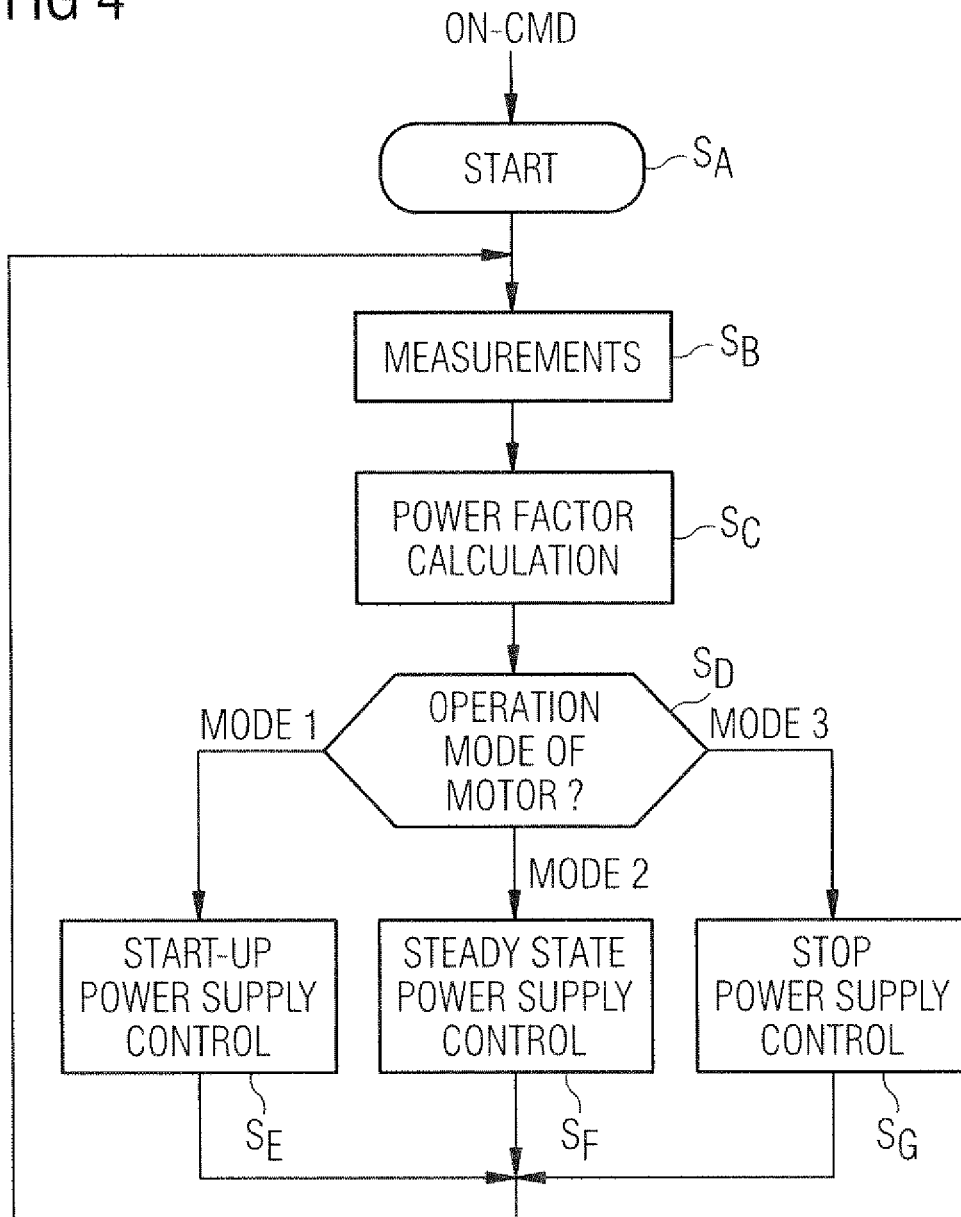 FIG 4
ON-CMD
START
SA
MEASUREMENTS
SB
POWER FACTOR
CALCULATION
SC
SD
OPERATION
MODE OF
MOTOR ?
MODE 1
MODE 3
MODE 2
START-UP
POWER SUPPLY
CONTROL
STEADY STATE
POWER SUPPLY
CONTROL
STOP
POWER SUPPLY
CONTROL
SE
SF
SG